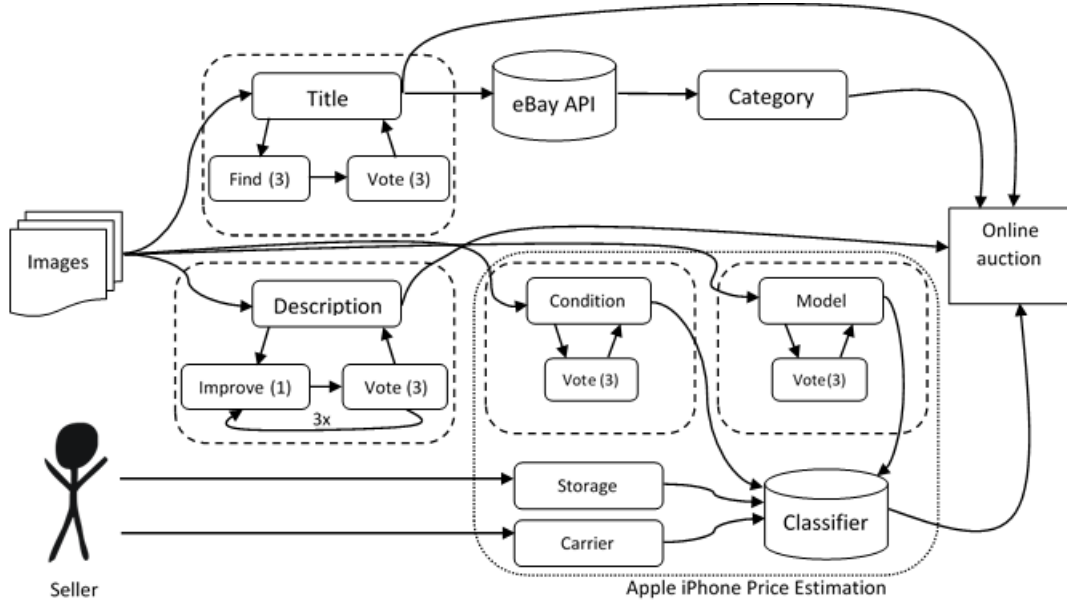 Title
eBay API
Category
Find (3)
Vote (3)
Images
Online
auction
Description
Condition
Model
Improve (1)
Vote (3)
Vote (3)
Vote(3)
3x
Storage
Classifier
Carrier
Seller
Apple iPhone Price Estimation